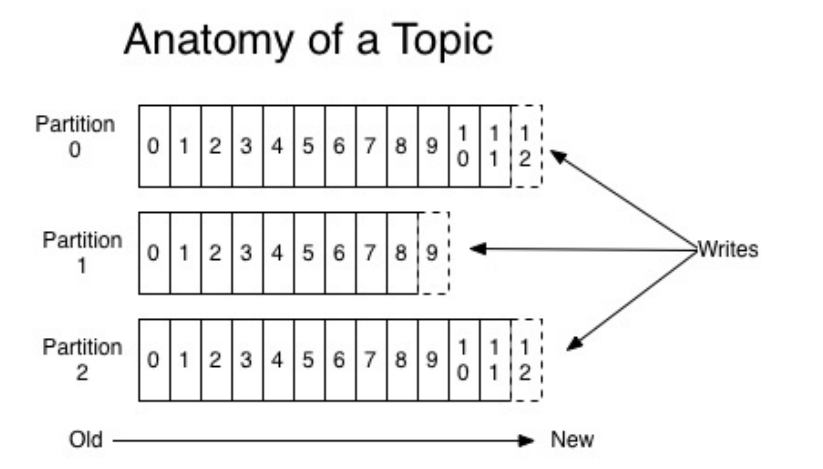 Anatomy of a Topic
Partition
0
0 1 2 3 4 5 6 7 8 9 10 11 12
Partition
1
0 1 2 3 4 5 6 7 8 9
Writes
Partition
2
0 1 2 3 4 5 6 7 8 9 10 11 12
Old
New